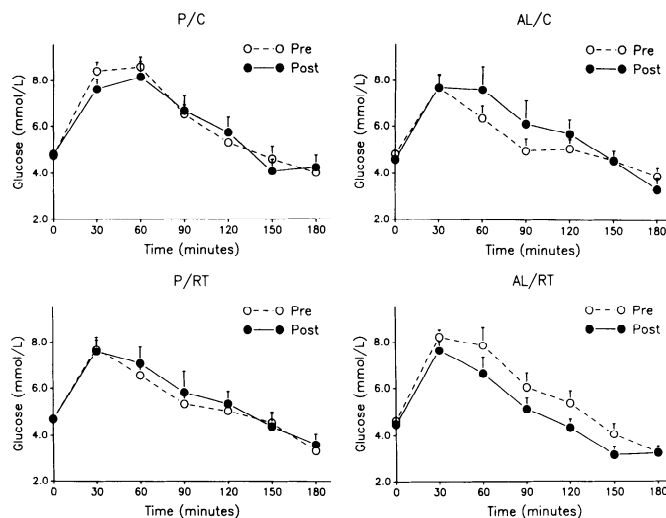 P/C
Glucose (mmol/L)
8.0
6.0
4.0
2.0
Pre
Post
0 30 60 90 120 150 180
Time (minutes)
AL/C
Glucose (mmol/L)
8.0
6.0
4.0
2.0
Pre
Post
0 30 60 90 120 150 180
Time (minutes)
P/RT
Glucose (mmol/L)
8.0
6.0
4.0
2.0
Pre
Post
0 30 60 90 120 150 180
Time (minutes)
AL/RT
Glucose (mmol/L)
8.0
6.0
4.0
2.0
Pre
Post
0 30 60 90 120 150 180
Time (minutes)